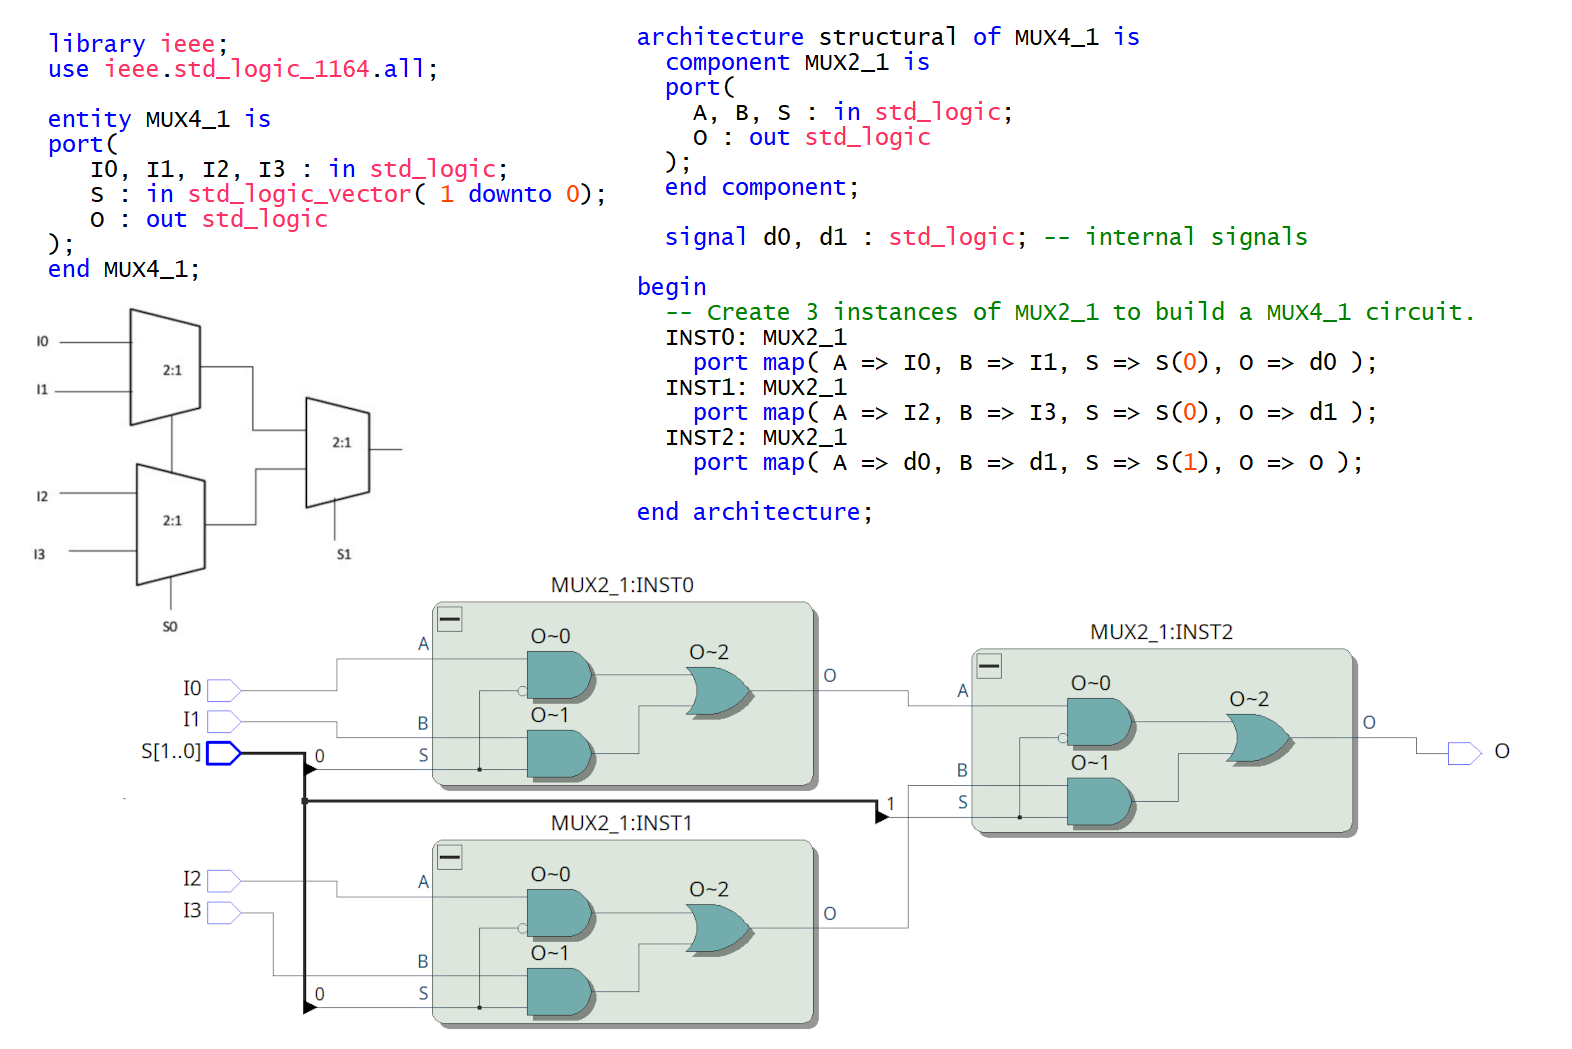 library ieee;
use ieee.std_logic_1164.all;
entity MUX4_1 is
port(
I0, I1, I2, I3 : in std_logic;
S : in std_logic_vector( 1 downto 0);
O : out std_logic
);
end MUX4_1;
architecture structural of MUX4_1 is
component MUX2_1 is
port(
A, B, S : in std_logic;
O : out std_logic
);
end component;
signal d0, d1 : std_logic; -- internal signals
begin
-- Create 3 instances of MUX2_1 to build a MUX4_1 circuit.
INST0: MUX2_1
port map( A => I0, B => I1, S => S(0), O => d0 );
INST1: MUX2_1
port map( A => I2, B => I3, S => S(0), O => d1 );
INST2: MUX2_1
port map( A => d0, B => d1, S => S(1), O => O );
end architecture;
I0
2:1
I1
2:1
I2
2:1
I3
S1
S0
MUX2_1:INST0
A
O~0
O~2
O
I0
I1
B
O~1
S[1..0]
0
S
MUX2_1:INST2
A
O~0
O~2
O
O
B
O~1
1
S
MUX2_1:INST1
I2
A
O~0
O~2
O
I3
B
O~1
0
S